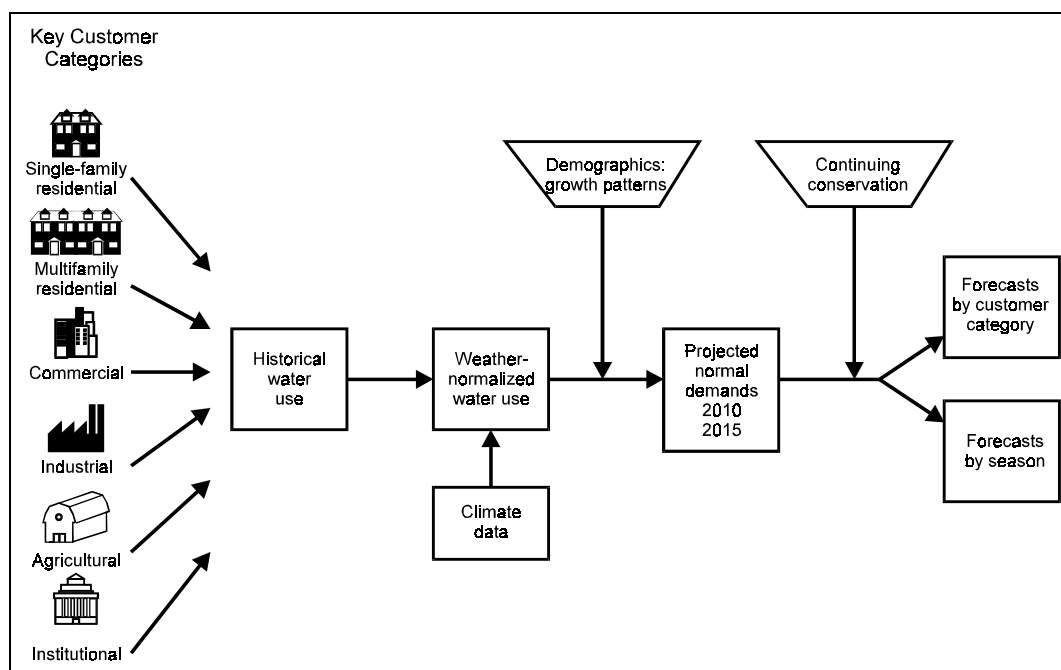 Key Customer
Categories
Single-family
residential
Multifamily
residential
Commercial
Industrial
Agricultural
Institutional
Historical
water
use
Weather-
normalized
water use
Climate
data
Demographics:
growth patterns
Projected
normal
demands
2010
2015
Continuing
conservation
Forecasts
by customer
category
Forecasts
by season